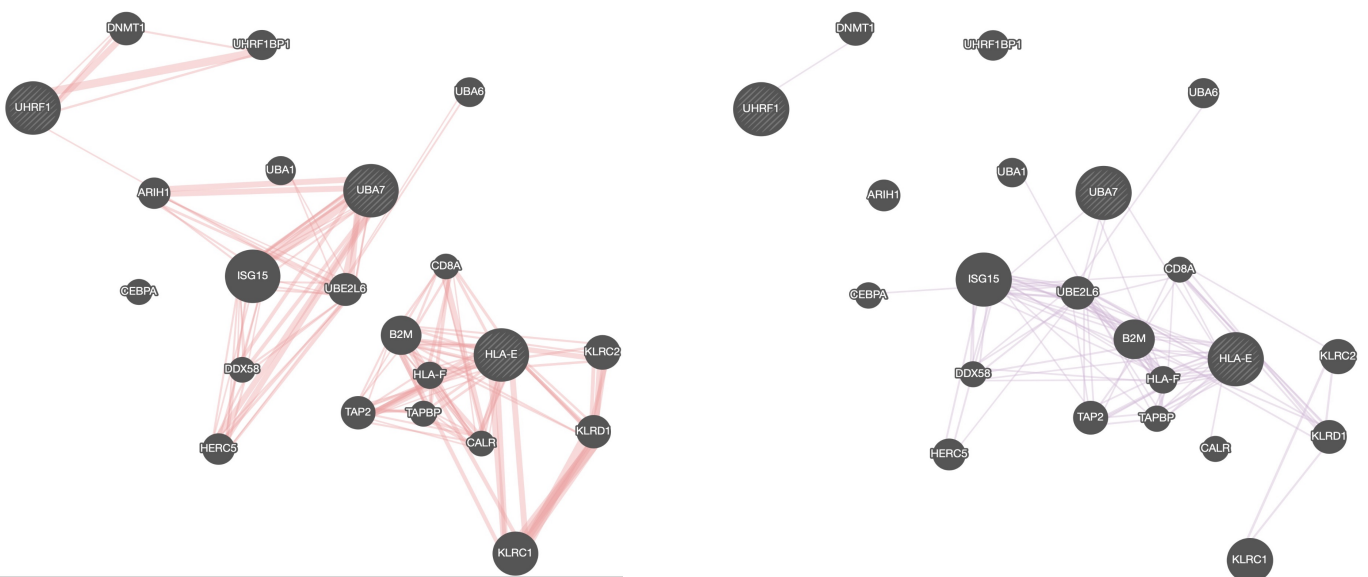 DNMT1
UHRF1BP1
UHRF1
UBA6
UBA1
UBA7
ARIH1
ISG15
CD8A
UBE2L6
CEBPA
B2M
HLA-E
KLRC2
DDX58
HLA-F
TAP2
TAPBP
KLRD1
CALR
HERC5
KLRC1
DNMT1
UHRF1BP1
UHRF1
UBA6
UBA1
UBA7
ARIH1
CD8A
ISG15
UBE2L6
CEBPA
B2M
HLA-E
KLRC2
DDX58
HLA-F
TAP2
TAPBP
KLRD1
CALR
HERC5
KLRC1